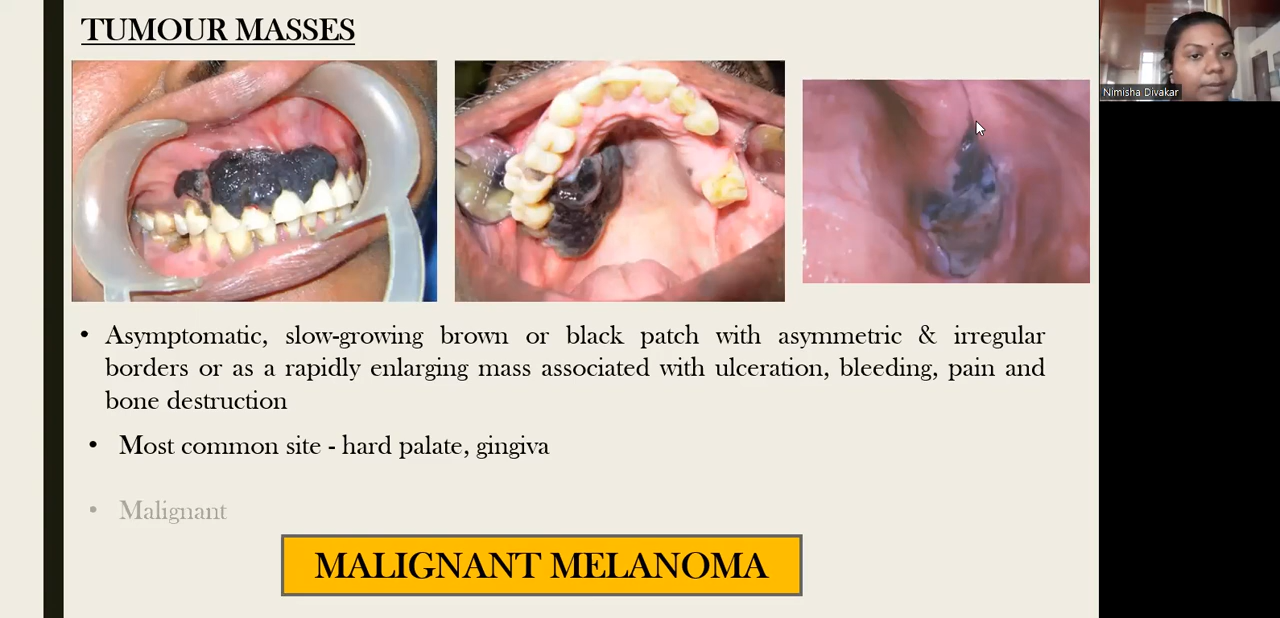 TUMOUR MASSES
Nimisha Divakar
• Asymptomatic, slow-growing brown or black patch with asymmetric & irregular
borders or as a rapidly enlarging mass associated with ulceration, bleeding, pain and
bone destruction
• Most common site - hard palate, gingiva
• Malignant
MALIGNANT MELANOMA